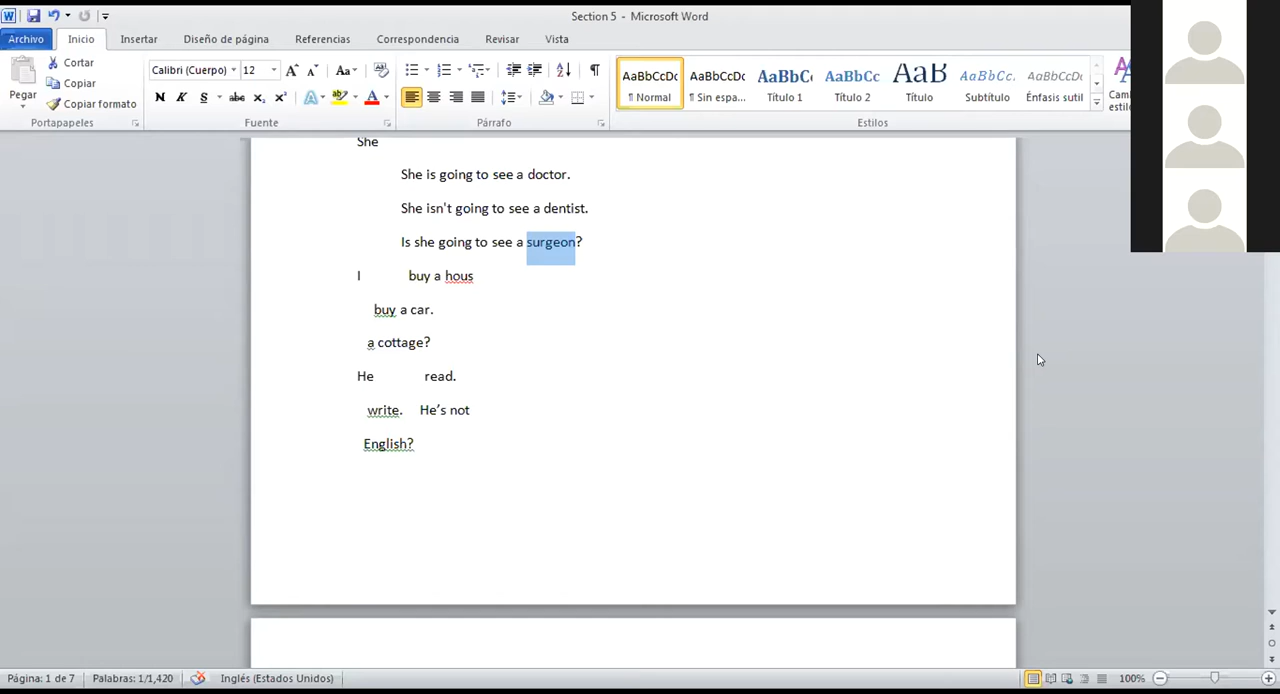 Section 5 - Microsoft Word
Archivo Inicio Insertar Diseño de página Referencias Correspondencia Revisar Vista
Pegar
Cortar
Copiar
Copiar formato
Portapapeles
Calibri (Cuerpo) 12
Fuente
Párrafo
AaBbCcDc AaBbCcDc AaBbC AaBbCc AaB AaBbCc AaBbCcDc
¶ Normal ¶ Sin espa... Título 1 Título 2 Título Subtítulo Énfasis sutil
Estilos
She
She is going to see a doctor.
She isn't going to see a dentist.
Is she going to see a surgeon?
I buy a hous
buy a car.
a cottage?
He read.
write. He’s not
English?
Página: 1 de 7 Palabras: 1/1,420 Inglés (Estados Unidos) 100%